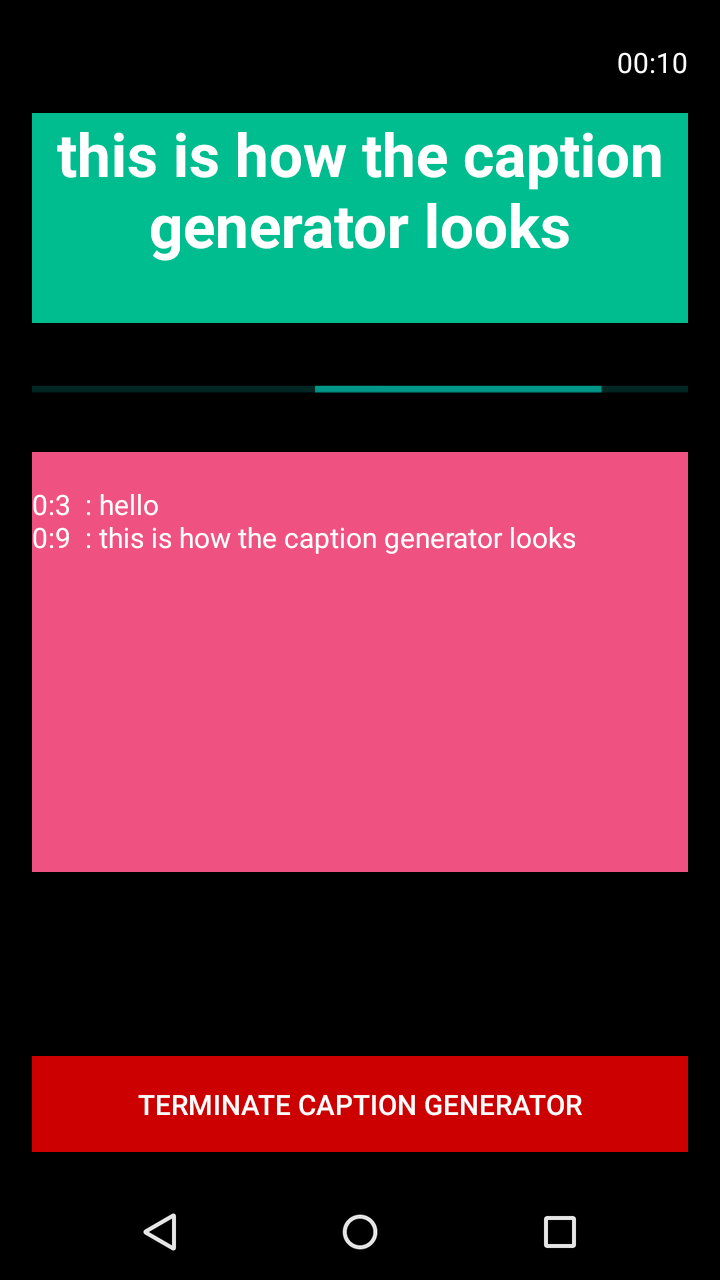 00:10
this is how the caption
generator looks
0:3 : hello
0:9 : this is how the caption generator looks
TERMINATE CAPTION GENERATOR